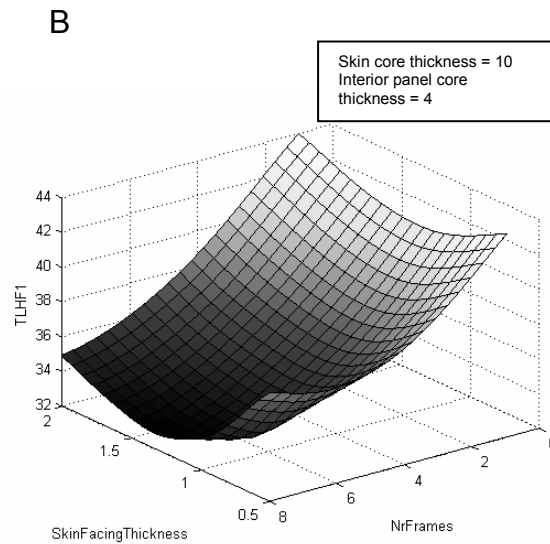 B
Skin core thickness = 10
Interior panel core
thickness = 4
44
42
40
38
36
34
32
TLHF1
2
1.5
1
0.5
SkinFacingThickness
8
6
4
2
NrFrames